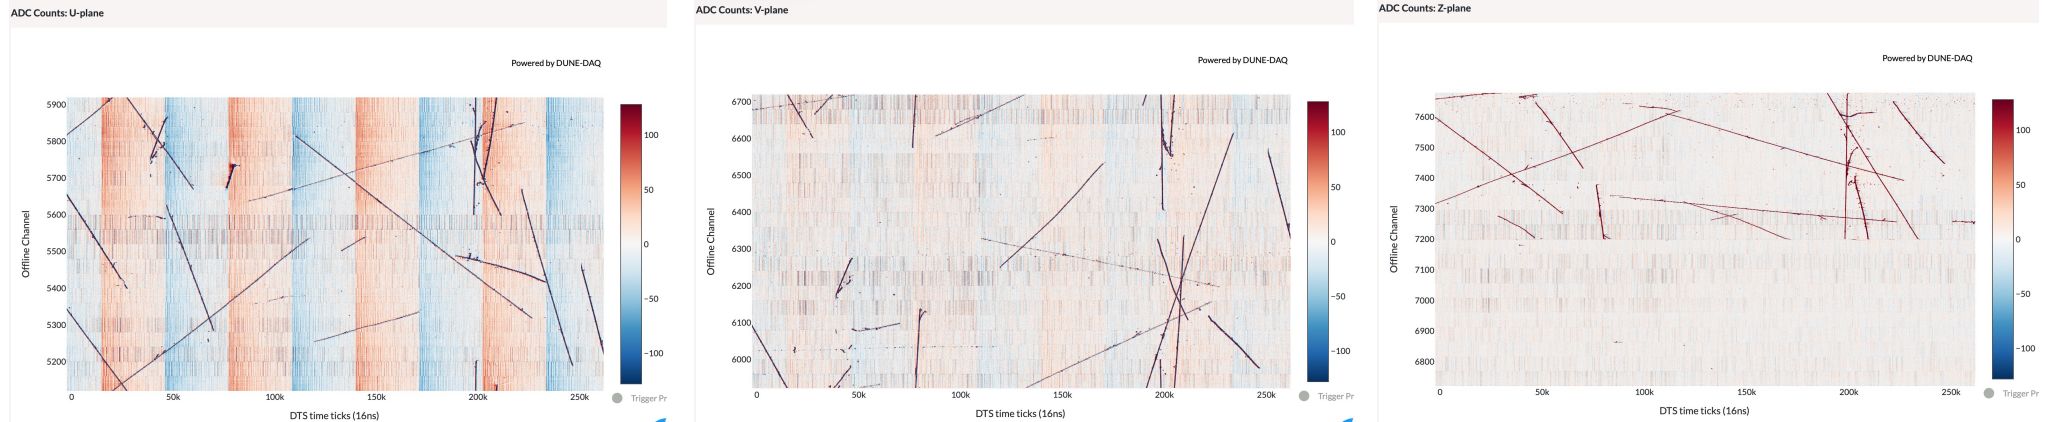 ADC Counts: U-plane
Powered by DUNE-DAQ
5900
5800
5700
5600
5500
5400
5300
5200
Offline Channel
0
50k
100k
150k
200k
250k
DTS time ticks (16ns)
100
50
0
−50
−100
Trigger Pr
ADC Counts: V-plane
Powered by DUNE-DAQ
6700
6600
6500
6400
6300
6200
6100
6000
Offline Channel
0
50k
100k
150k
200k
250k
DTS time ticks (16ns)
100
50
0
−50
−100
Trigger Pr
ADC Counts: Z-plane
Powered by DUNE-DAQ
7600
7500
7400
7300
7200
7100
7000
6900
6800
Offline Channel
0
50k
100k
150k
200k
250k
DTS time ticks (16ns)
100
50
0
−50
−100
Trigger Pr